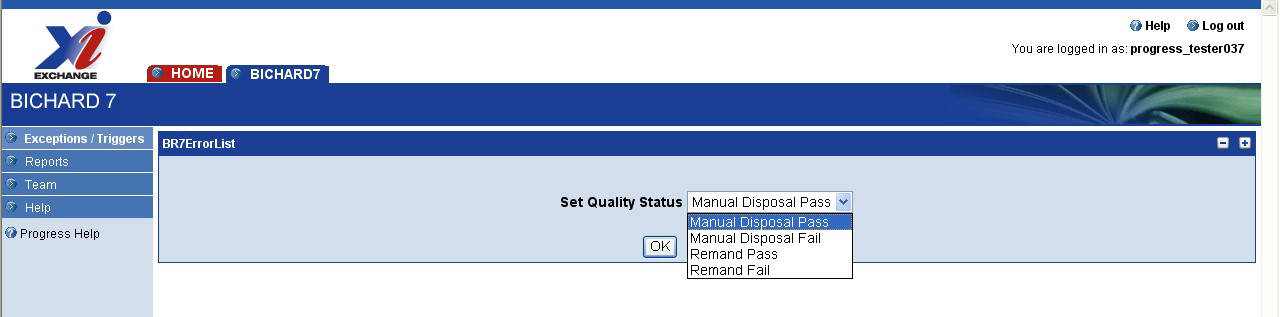 Xi
EXCHANGE
Help Log out
You are logged in as: progress_tester037
HOME BICHARD7
BICHARD 7
Exceptions / Triggers
Reports
Team
Help
Progress Help
BR7ErrorList
Set Quality Status Manual Disposal Pass
Manual Disposal Pass
Manual Disposal Fail
Remand Pass
Remand Fail
OK